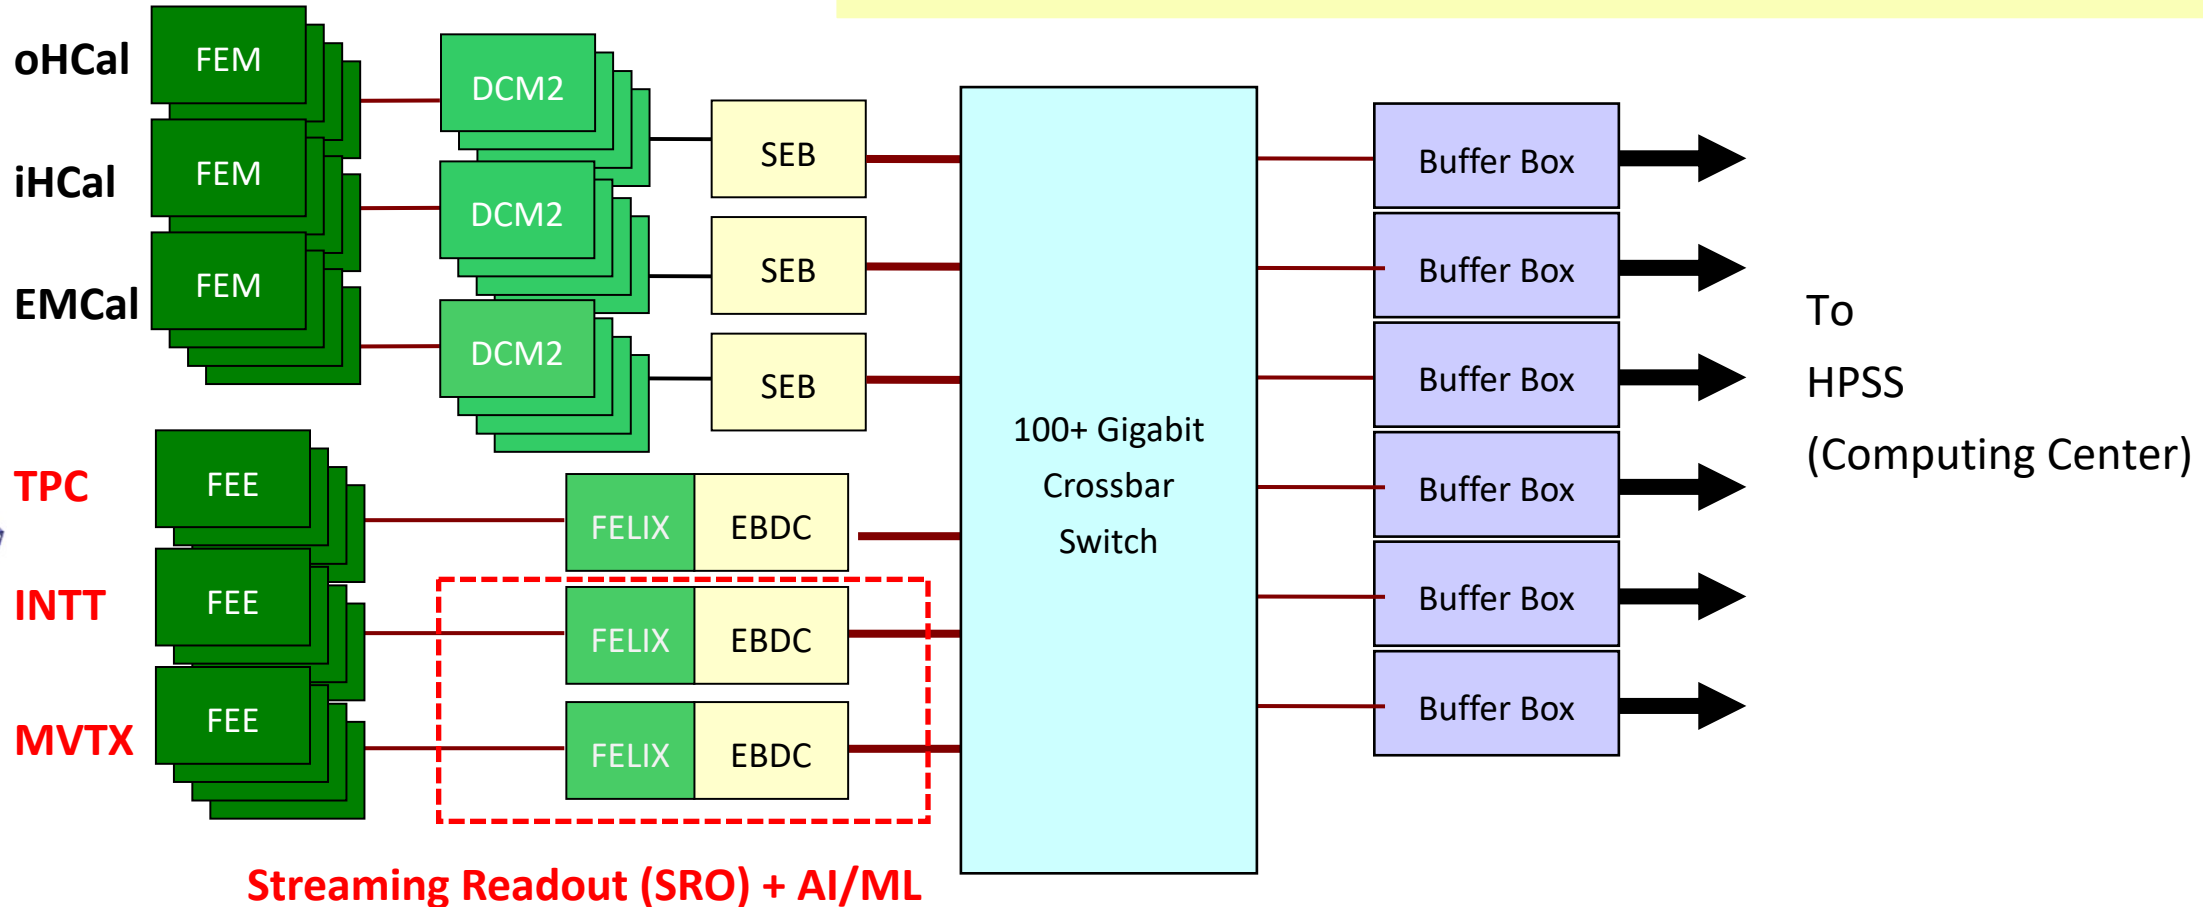 oHCal
FEM
DCM2
SEB
Buffer Box
iHCal
FEM
DCM2
SEB
Buffer Box
EMCal
FEM
DCM2
SEB
Buffer Box
TPC
FEE
FELIX
EBDC
Buffer Box
INTT
FEE
FELIX
EBDC
Buffer Box
MVTX
FEE
FELIX
EBDC
Buffer Box
100+ Gigabit
Crossbar
Switch
To
HPSS
(Computing Center)
Streaming Readout (SRO) + AI/ML